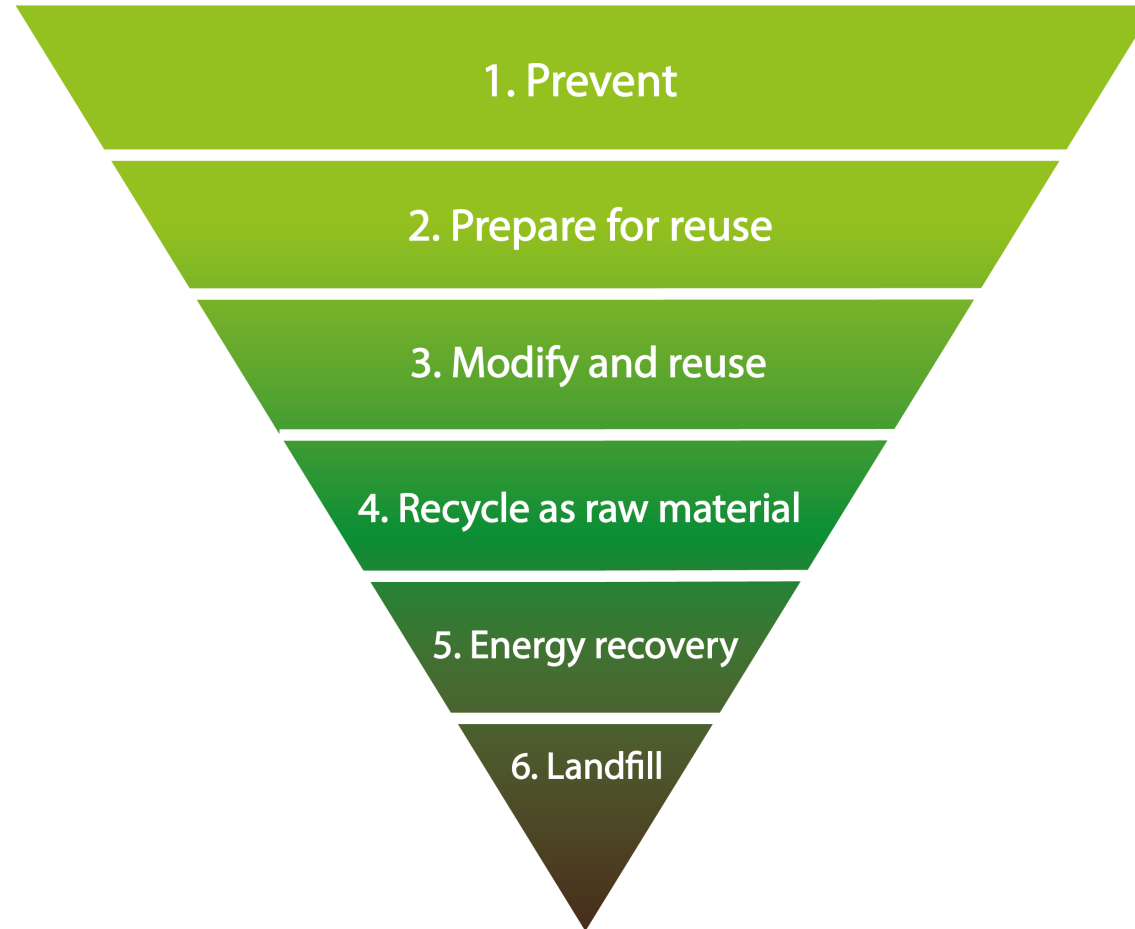 1. Prevent
2. Prepare for reuse
3. Modify and reuse
4. Recycle as raw material
5. Energy recovery
6. Landfill